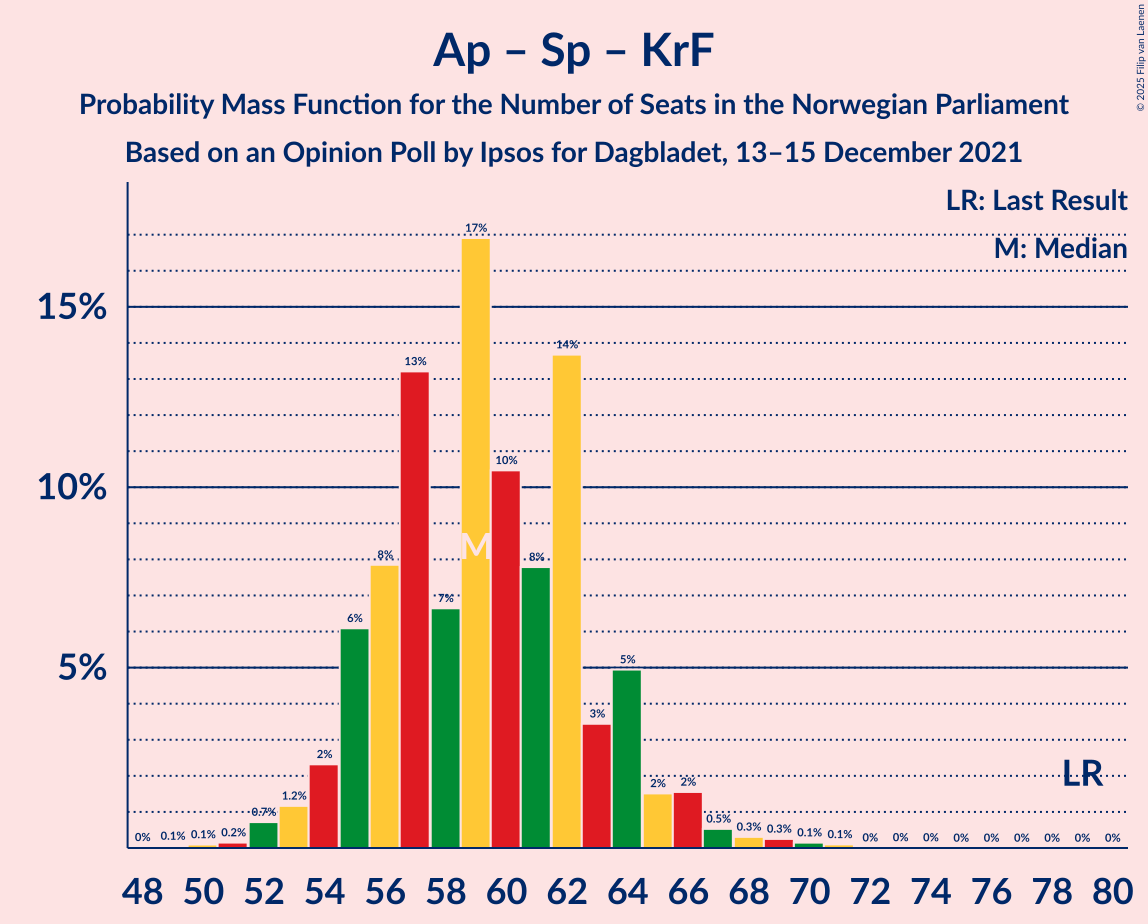 Ap – Sp – KrF
Probability Mass Function for the Number of Seats in the Norwegian Parliament
Based on an Opinion Poll by Ipsos for Dagbladet, 13–15 December 2021
© 2025 Filip van Laenen
LR: Last Result
M: Median
17%
15%
14%
13%
10%
10%
8%
8%
M
7%
6%
5%
5%
3%
2%
2%
2%
LR
1.2%
0.7%
0.5%
0% 0.1% 0.1% 0.2% 0.3% 0.3% 0.1% 0.1% 0% 0% 0% 0% 0% 0% 0% 0% 0%
48 50 52 54 56 58 60 62 64 66 68 70 72 74 76 78 80